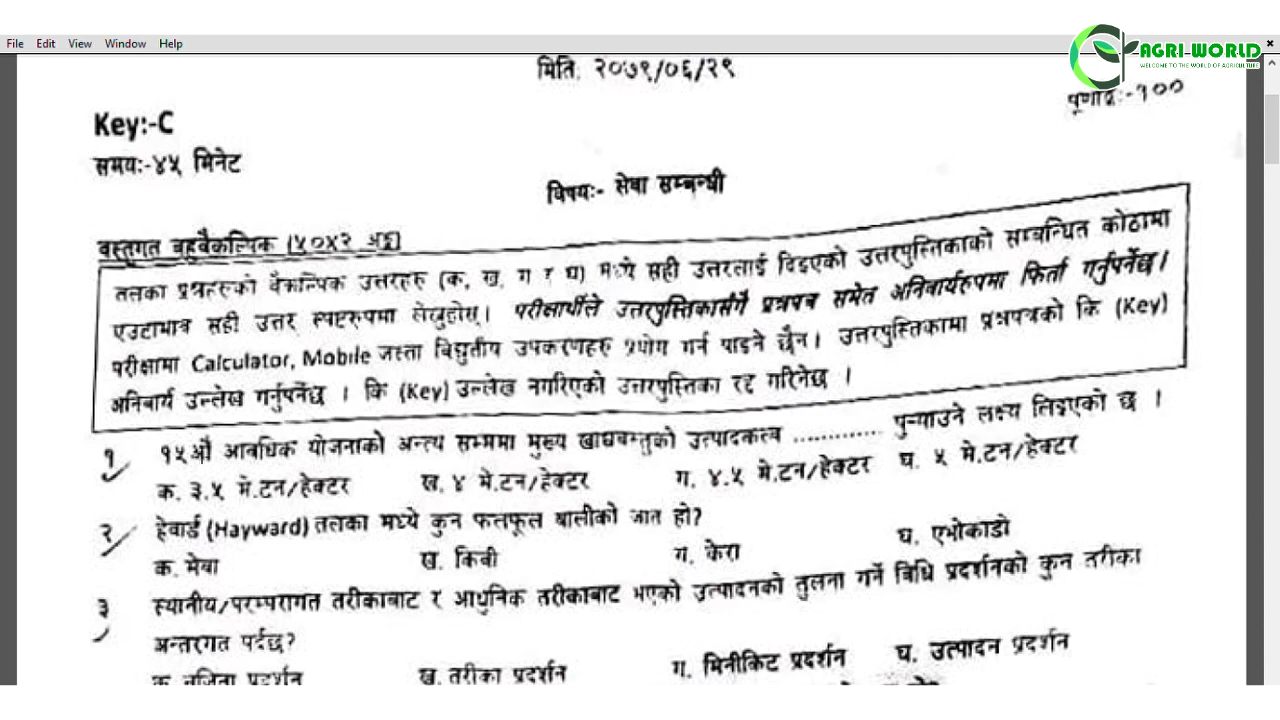 File Edit View Window Help
AGRI WORLD
WELCOME TO THE WORLD OF AGRICULTURE
मिति: २०७९/०६/२९
Key:-C
समय:-४५ मिनेट
विषय:- सेवा सम्बन्धी
वस्तुगत बहुवैकल्पिक (५०X२ अङ्क)
तलका प्रश्नहरुको वैकल्पिक उत्तरहरु (क, ख, ग र घ) मध्ये सही उत्तरलाई दिइएको उत्तरपुस्तिकाको सम्बन्धित कोठामा
एउटामात्र सही उत्तर स्पष्टरुपमा लेख्नुहोस्। परीक्षार्थीले उत्तरपुस्तिकासँगै प्रश्नपत्र समेत अनिवार्यरुपमा फिर्ता गर्नुपर्नेछ।
परीक्षामा Calculator, Mobile जस्ता विद्युतीय उपकरणहरु प्रयोग गर्न पाइने छैन। उत्तरपुस्तिकामा प्रश्नपत्रको कि (Key)
अनिवार्य उल्लेख गर्नुपर्नेछ । कि (Key) उल्लेख नगरिएको उत्तरपुस्तिका रद्द गरिनेछ ।
१ १५औं आवधिक योजनाको अन्त्य सम्ममा मुख्य खाद्यवस्तुको उत्पादकत्व ............ पुऱ्याउने लक्ष्य लिइएको छ ।
क. ३.५ मे.टन/हेक्टर ख. ४ मे.टन/हेक्टर ग. ४.५ मे.टन/हेक्टर घ. ५ मे.टन/हेक्टर
२ हेवार्ड (Hayward) तलका मध्ये कुन फलफूल बालीको जात हो?
क. मेवा ख. किवी ग. केरा घ. एभोकाडो
३ स्थानीय/परम्परागत तरीकाबाट र आधुनिक तरीकाबाट भएको उत्पादनको तुलना गर्ने विधि प्रदर्शनको कुन तरीका
अन्तरगत पर्दछ?
क. नतिजा प्रदर्शन ख. तरीका प्रदर्शन ग. मिनीकिट प्रदर्शन घ. उत्पादन प्रदर्शन